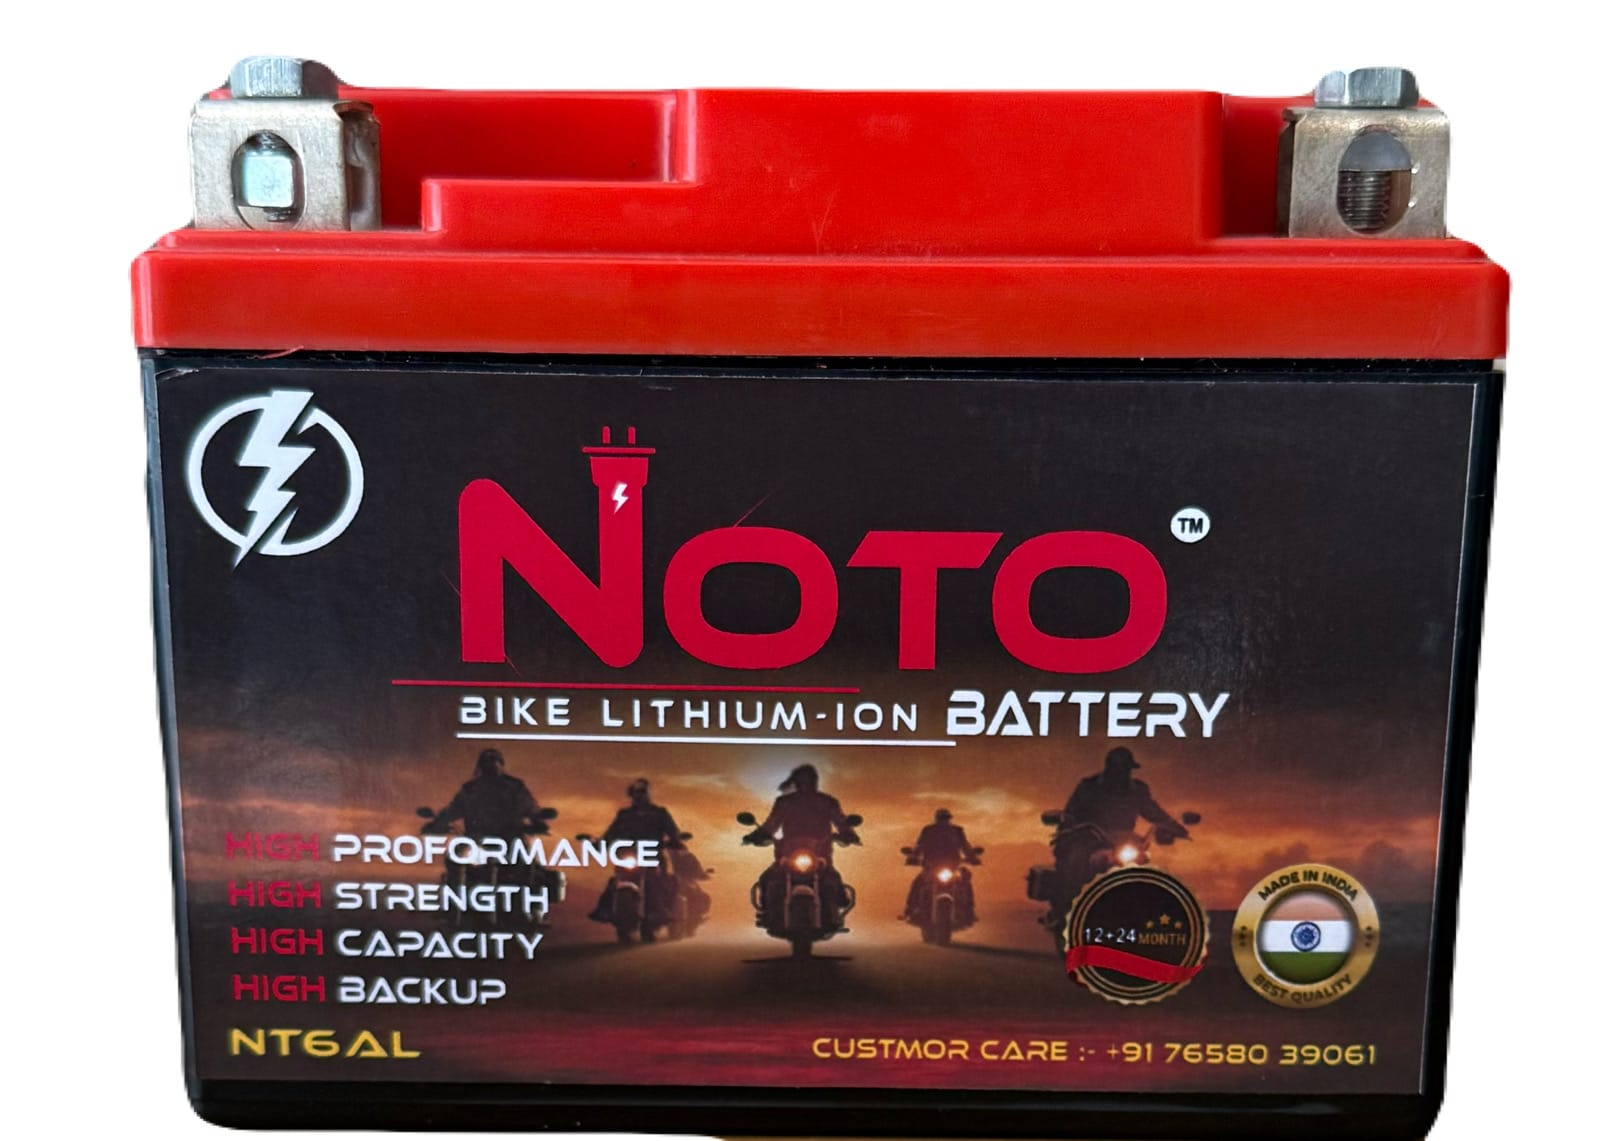 NOTO
TM
BIKE LITHIUM-ION BATTERY
HIGH PROFORMANCE
HIGH STRENGTH
HIGH CAPACITY
HIGH BACKUP
12+24 MONTH
MADE IN INDIA
BEST QUALITY
NT6AL
CUSTMOR CARE :- +91 76580 39061